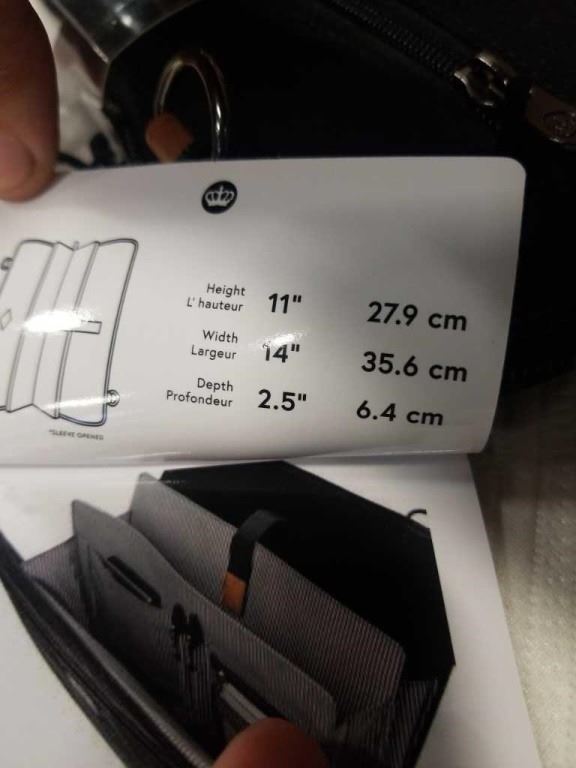 Height
L' hauteur
11"
27.9 cm
Width
Largeur
14"
35.6 cm
Depth
Profondeur
2.5"
6.4 cm
*SLEEVE OPENED